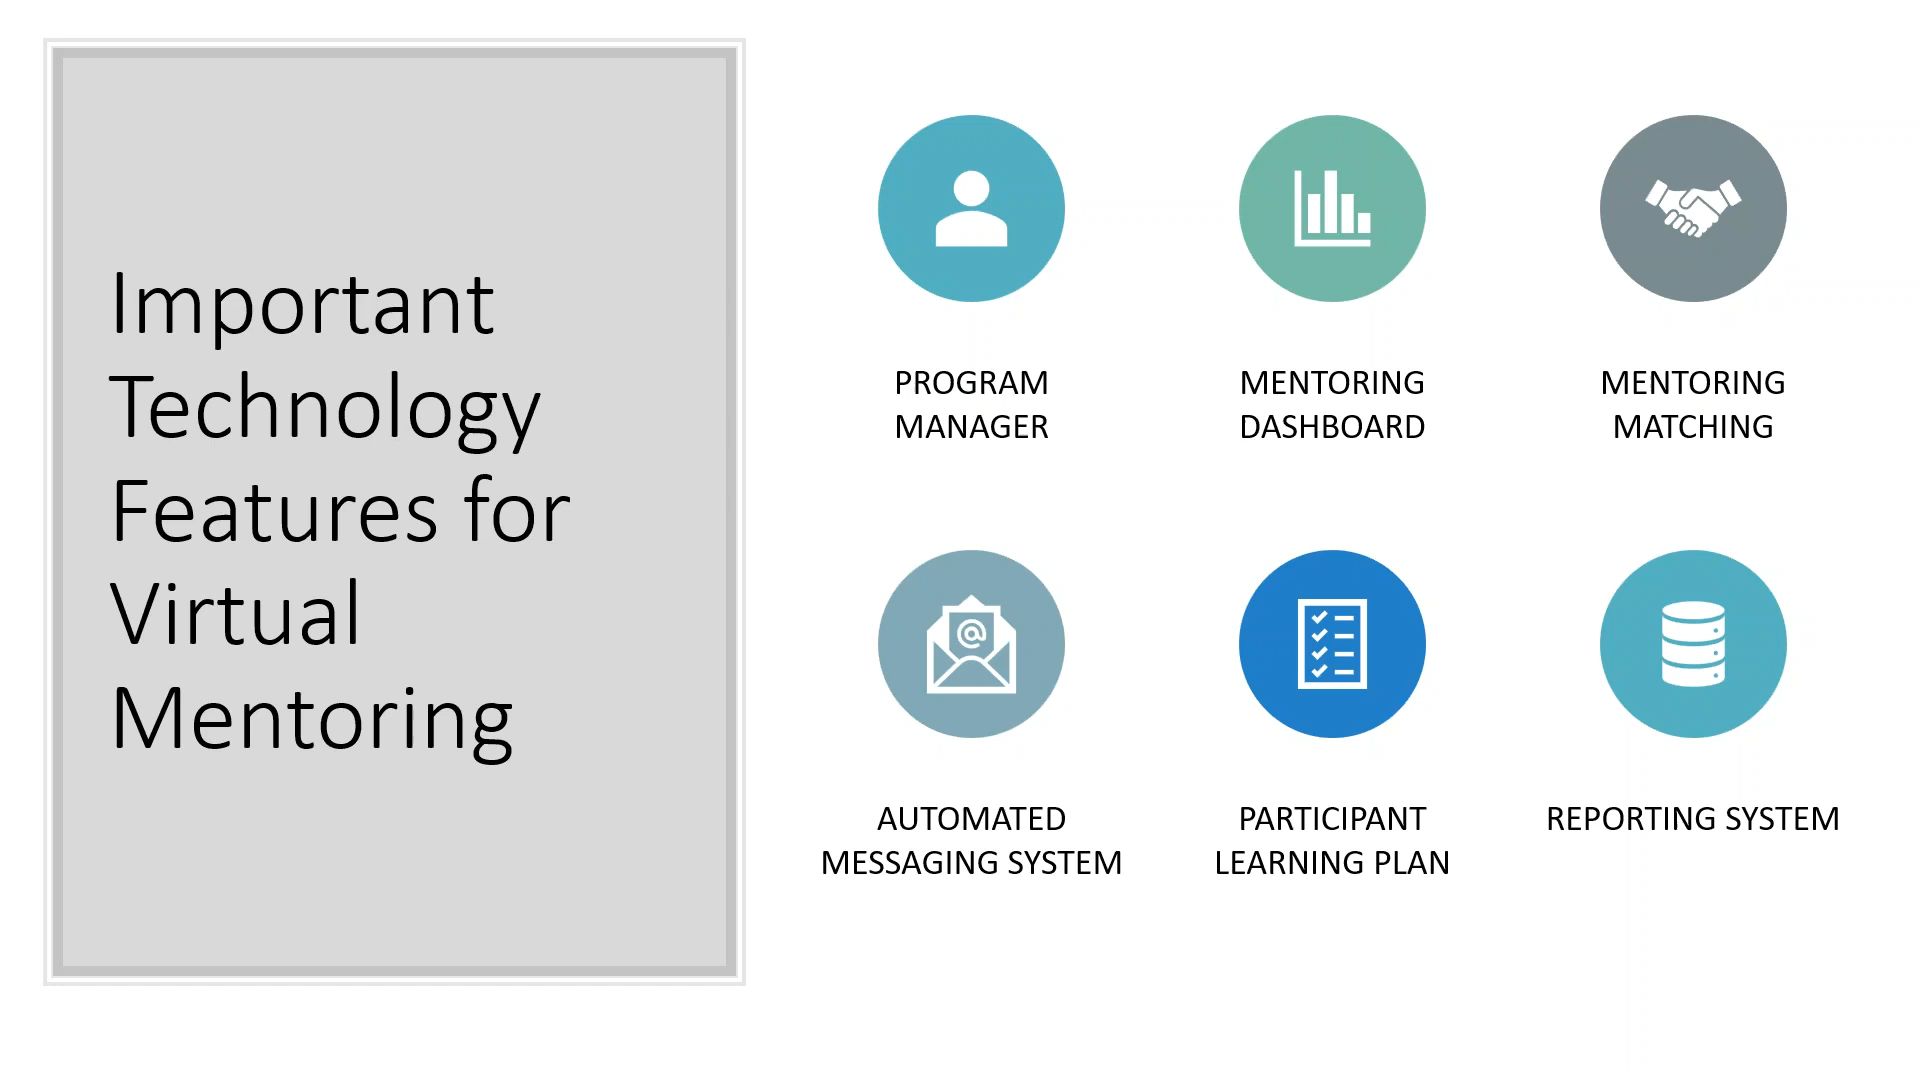 Important
Technology
Features for
Virtual
Mentoring
PROGRAM
MANAGER
MENTORING
DASHBOARD
MENTORING
MATCHING
@
AUTOMATED
MESSAGING SYSTEM
PARTICIPANT
LEARNING PLAN
REPORTING SYSTEM